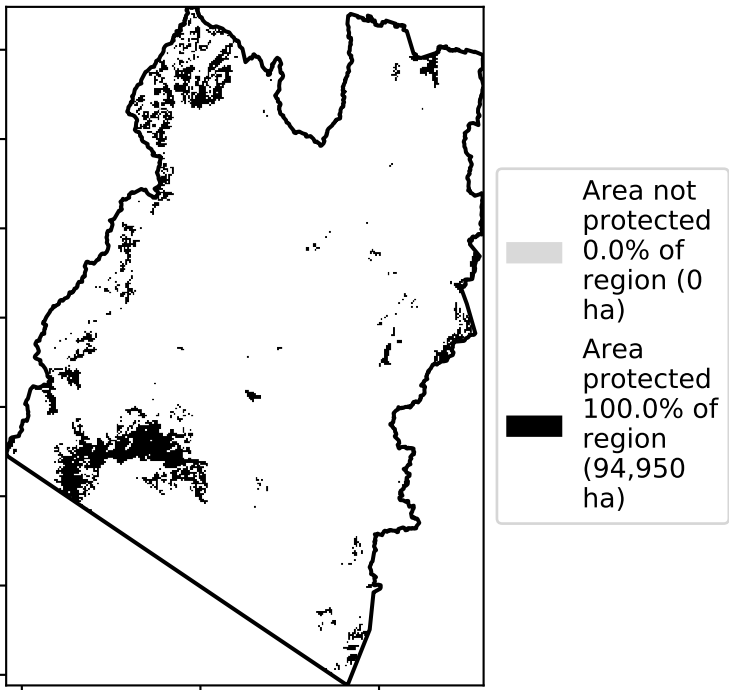 Area not
protected
0.0% of
region (0
ha)
Area
protected
100.0% of
region
(94,950
ha)